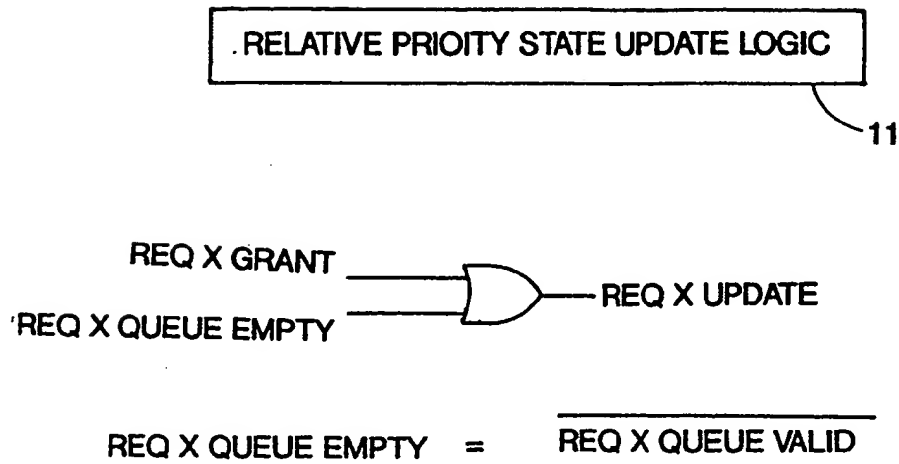 RELATIVE PRIOITY STATE UPDATE LOGIC
11
REQ X GRANT
REQ X UPDATE
REQ X QUEUE EMPTY
REQ X QUEUE EMPTY = REQ X QUEUE VALID